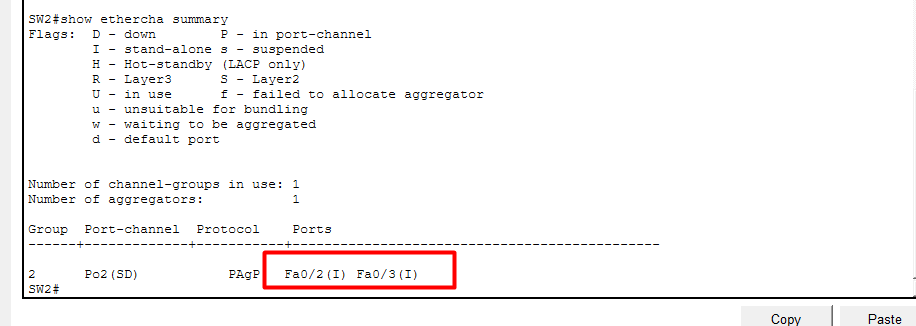 SW2#show ethercha summary
Flags:  D - down        P - in port-channel
        I - stand-alone s - suspended
        H - Hot-standby (LACP only)
        R - Layer3      S - Layer2
        U - in use      f - failed to allocate aggregator
        u - unsuitable for bundling
        w - waiting to be aggregated
        d - default port
Number of channel-groups in use: 1
Number of aggregators:           1
Group  Port-channel  Protocol    Ports
------+-------------+-----------+----------------------------------------------
2      Po2(SD)           PAgP   Fa0/2(I) Fa0/3(I)
SW2#
Copy Paste